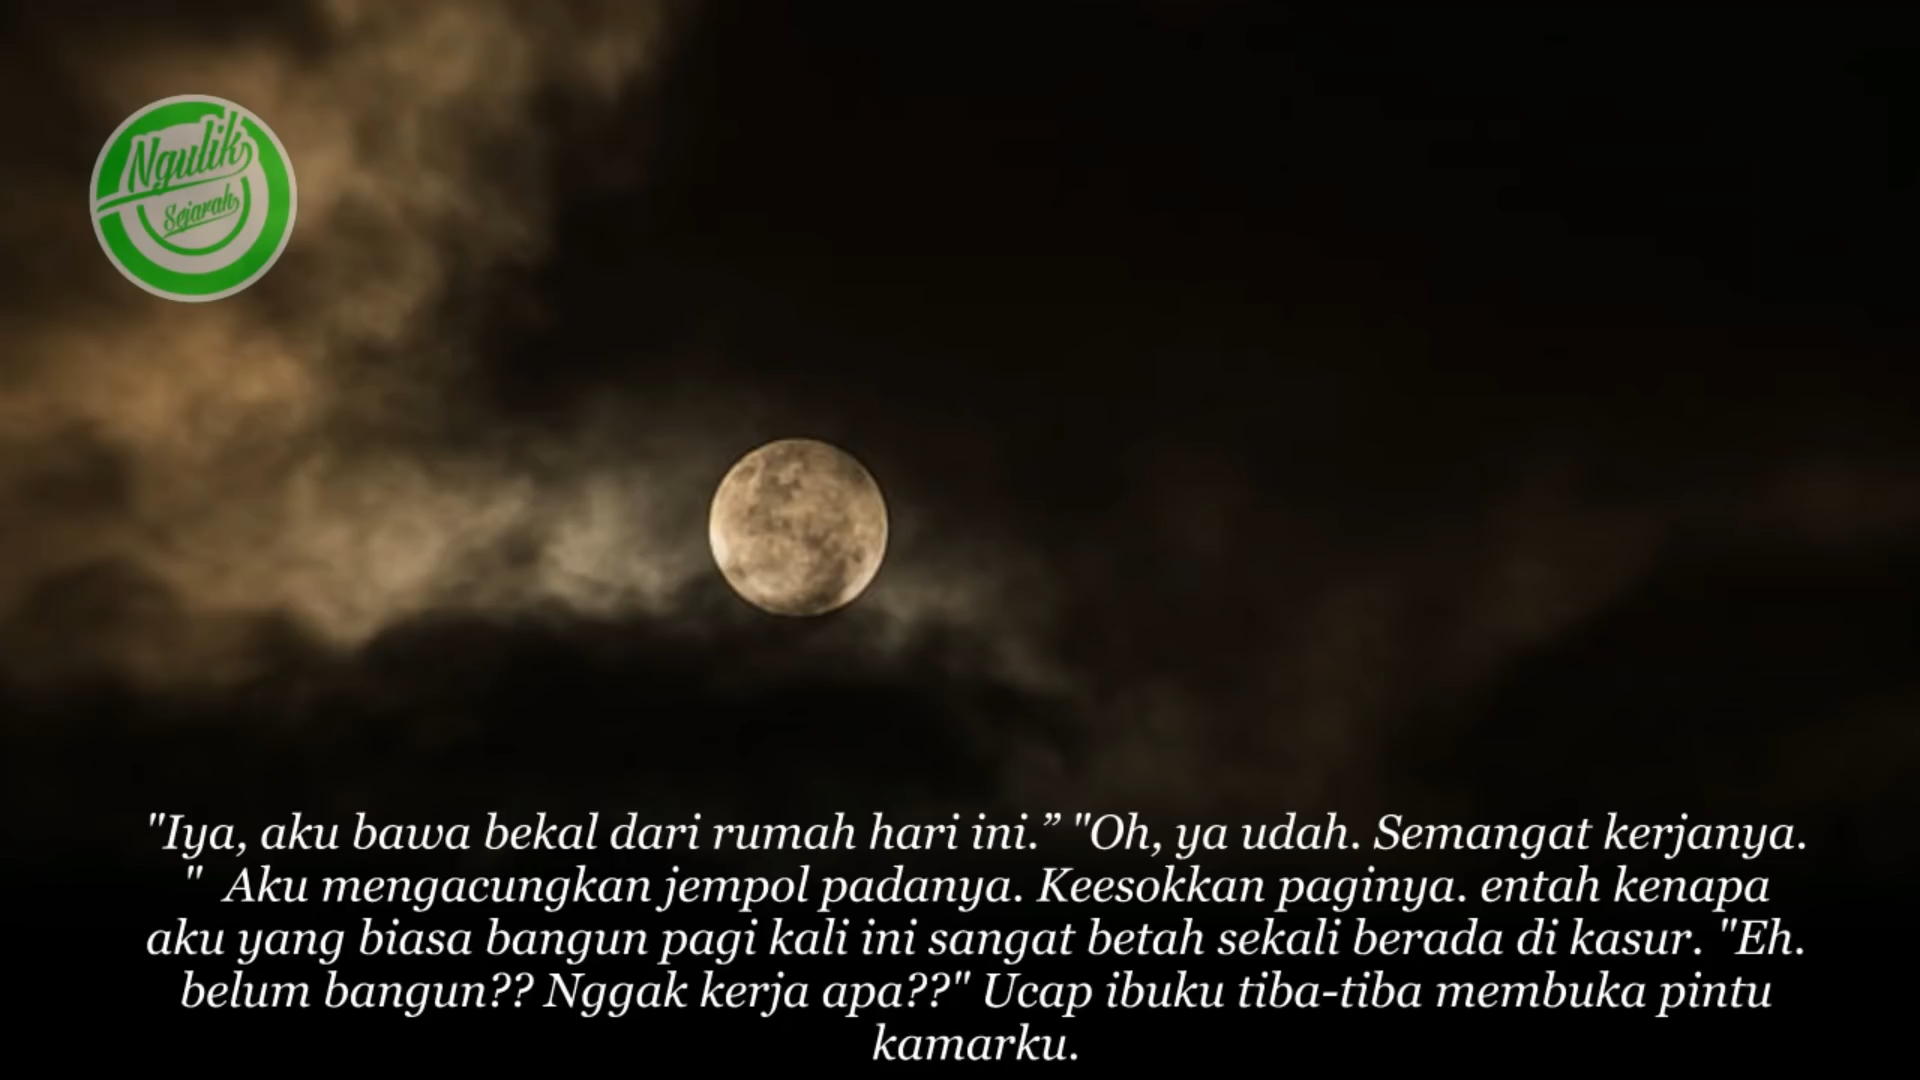 Ngulik
Sejarah
"Iya, aku bawa bekal dari rumah hari ini.” "Oh, ya udah. Semangat kerjanya.
"  Aku mengacungkan jempol padanya. Keesokkan paginya. entah kenapa
aku yang biasa bangun pagi kali ini sangat betah sekali berada di kasur. "Eh.
belum bangun?? Nggak kerja apa??" Ucap ibuku tiba-tiba membuka pintu
kamarku.